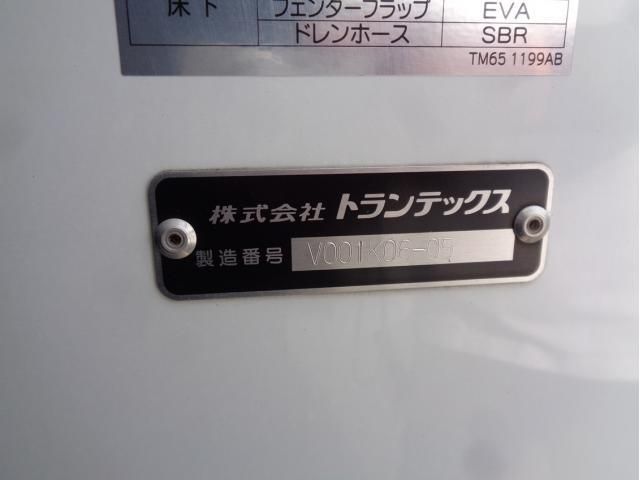 床下 フェンダーフラップ EVA
ドレンホース SBR
TM65 1199AB
株式会社 トランテックス
製造番号 V001K06-05